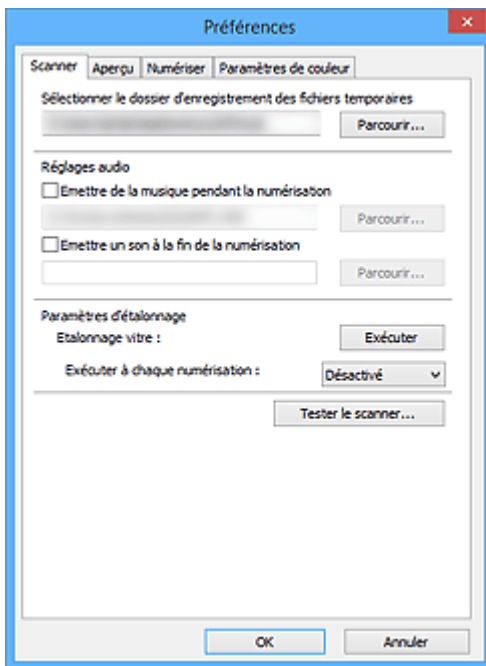 Préférences
Scanner Aperçu Numériser Paramètres de couleur
Sélectionner le dossier d'enregistrement des fichiers temporaires
Parcourir...
Réglages audio
Emettre de la musique pendant la numérisation
Parcourir...
Emettre un son à la fin de la numérisation
Parcourir...
Paramètres d'étalonnage
Etalonnage vitre : Exécuter
Exécuter à chaque numérisation : Désactivé
Tester le scanner...
OK Annuler